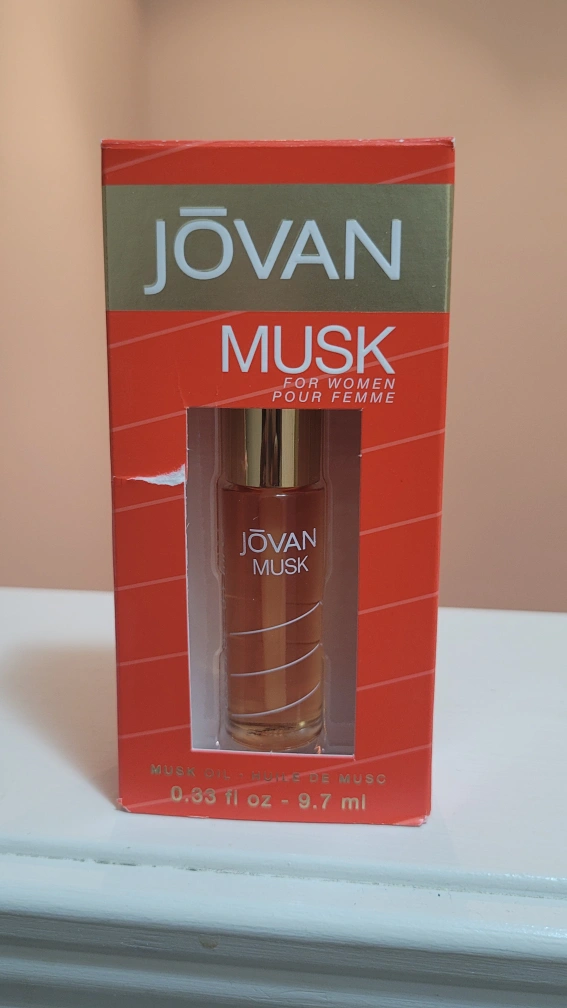 JŌVAN
MUSK
FOR WOMEN
POUR FEMME
JŌVAN
MUSK
MUSK OIL - HUILE DE MUSC
0.33 fl oz - 9.7 ml